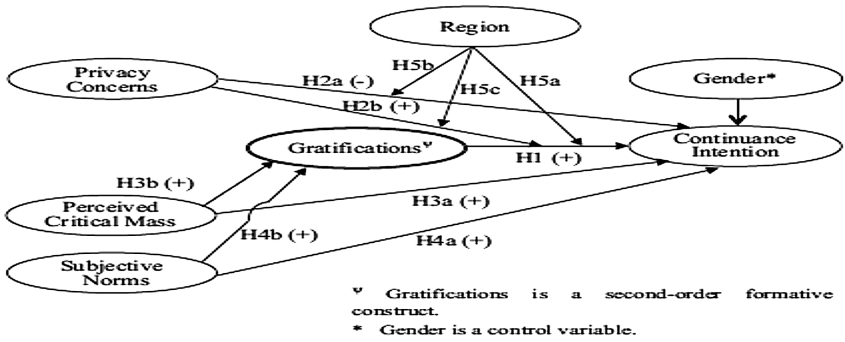 Region
Privacy
Concerns
H5b
H2a (-)
H5c
H5a
Gender*
H2b (+)
Gratificationsᴪ
H1 (+)
Continuance
Intention
H3b (+)
Perceived
Critical Mass
H3a (+)
H4b (+)
H4a (+)
Subjective
Norms
ᴪ Gratifications is a second-order formative
construct.
* Gender is a control variable.